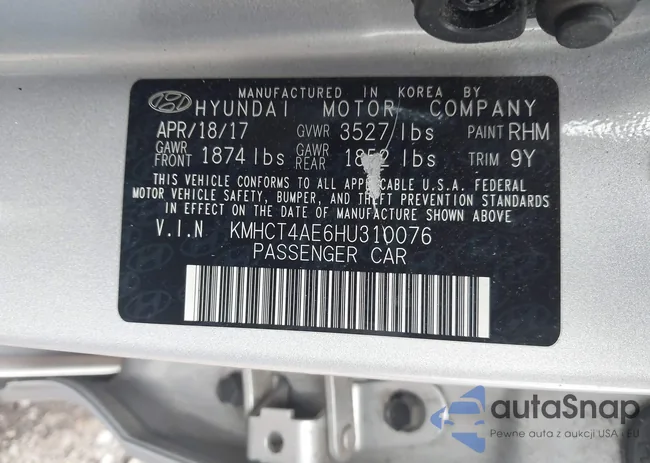 MANUFACTURED IN KOREA BY
HYUNDAI MOTOR COMPANY
APR/18/17 GVWR 3527 lbs PAINT RHM
GAWR FRONT 1874 lbs GAWR REAR 1852 lbs TRIM 9Y
THIS VEHICLE CONFORMS TO ALL APPLICABLE U.S.A. FEDERAL
MOTOR VEHICLE SAFETY, BUMPER, AND THEFT PREVENTION STANDARDS
IN EFFECT ON THE DATE OF MANUFACTURE SHOWN ABOVE
V.I.N KMHCT4AE6HU310076
PASSENGER CAR
autoSnap
Pewne auta z aukcji USA - EU